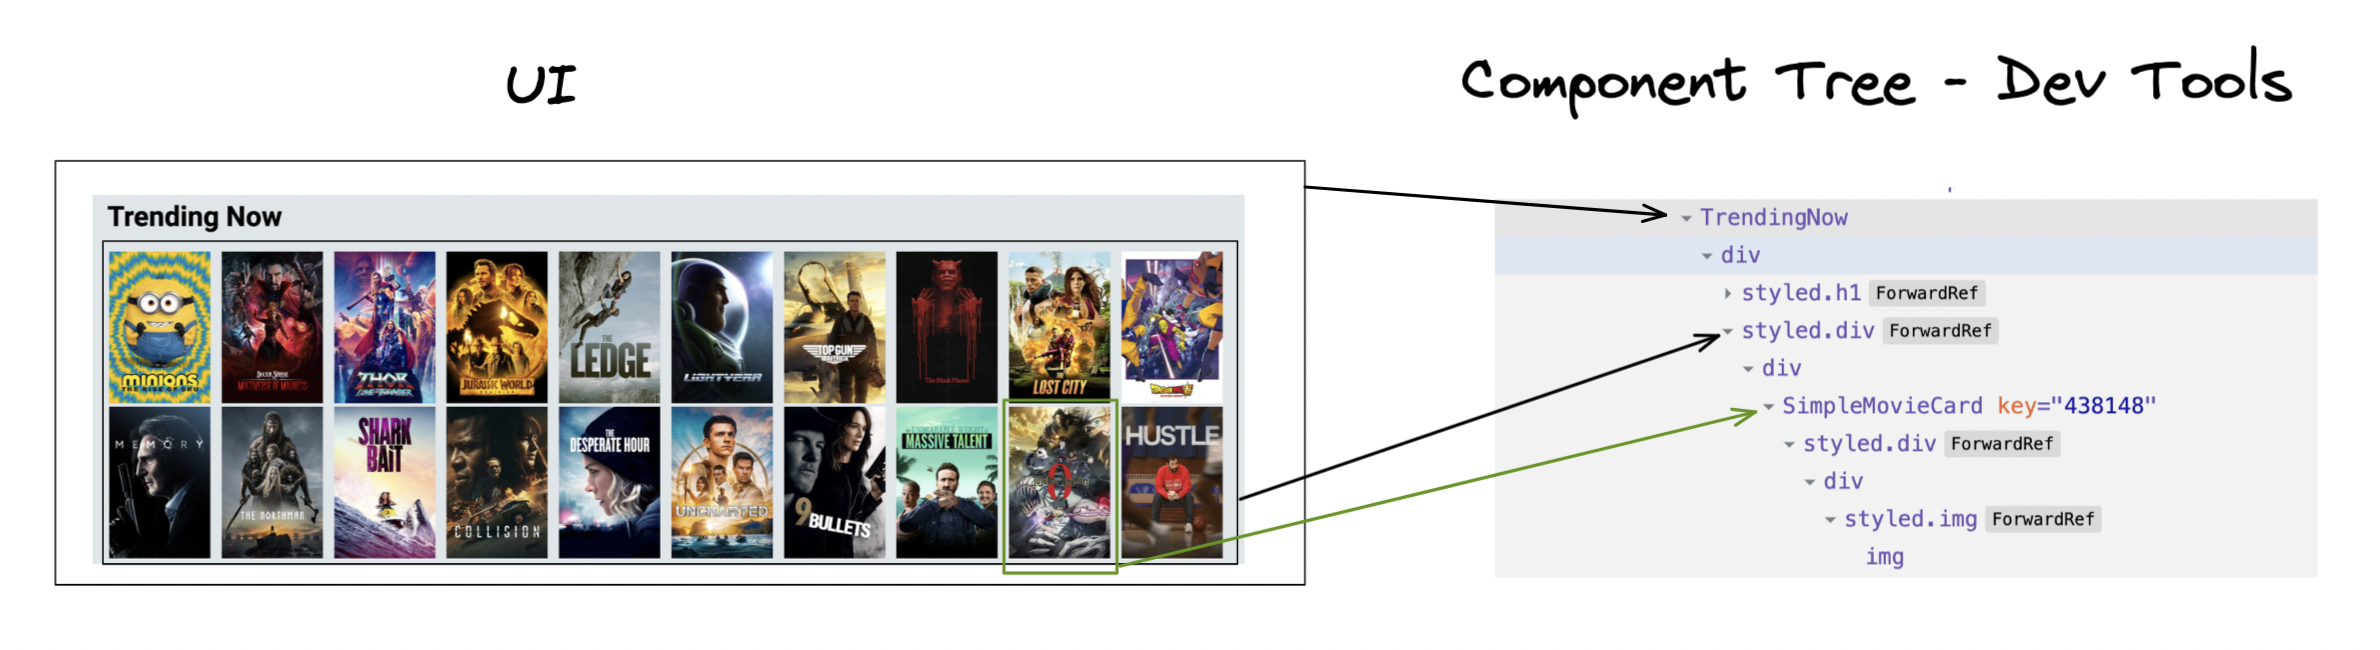 UI
Component Tree - Dev Tools
Trending Now
MINIONS
THE RISE OF GRU
DOCTOR STRANGE
MULTIVERSE OF MADNESS
THOR
LOVE AND THUNDER
JURASSIC WORLD
THE
LEDGE
LIGHTYEAR
TOP GUN
MAVERICK
The Black Phone
LOST CITY
MEMORY
THE NORTHMAN
SHARK
BAIT
COLLISION
THE
DESPERATE HOUR
UNCHARTED
9
BULLETS
MASSIVE TALENT
0
HUSTLE
TrendingNow
div
styled.h1 ForwardRef
styled.div ForwardRef
div
SimpleMovieCard key="438148"
styled.div ForwardRef
div
styled.img ForwardRef
img